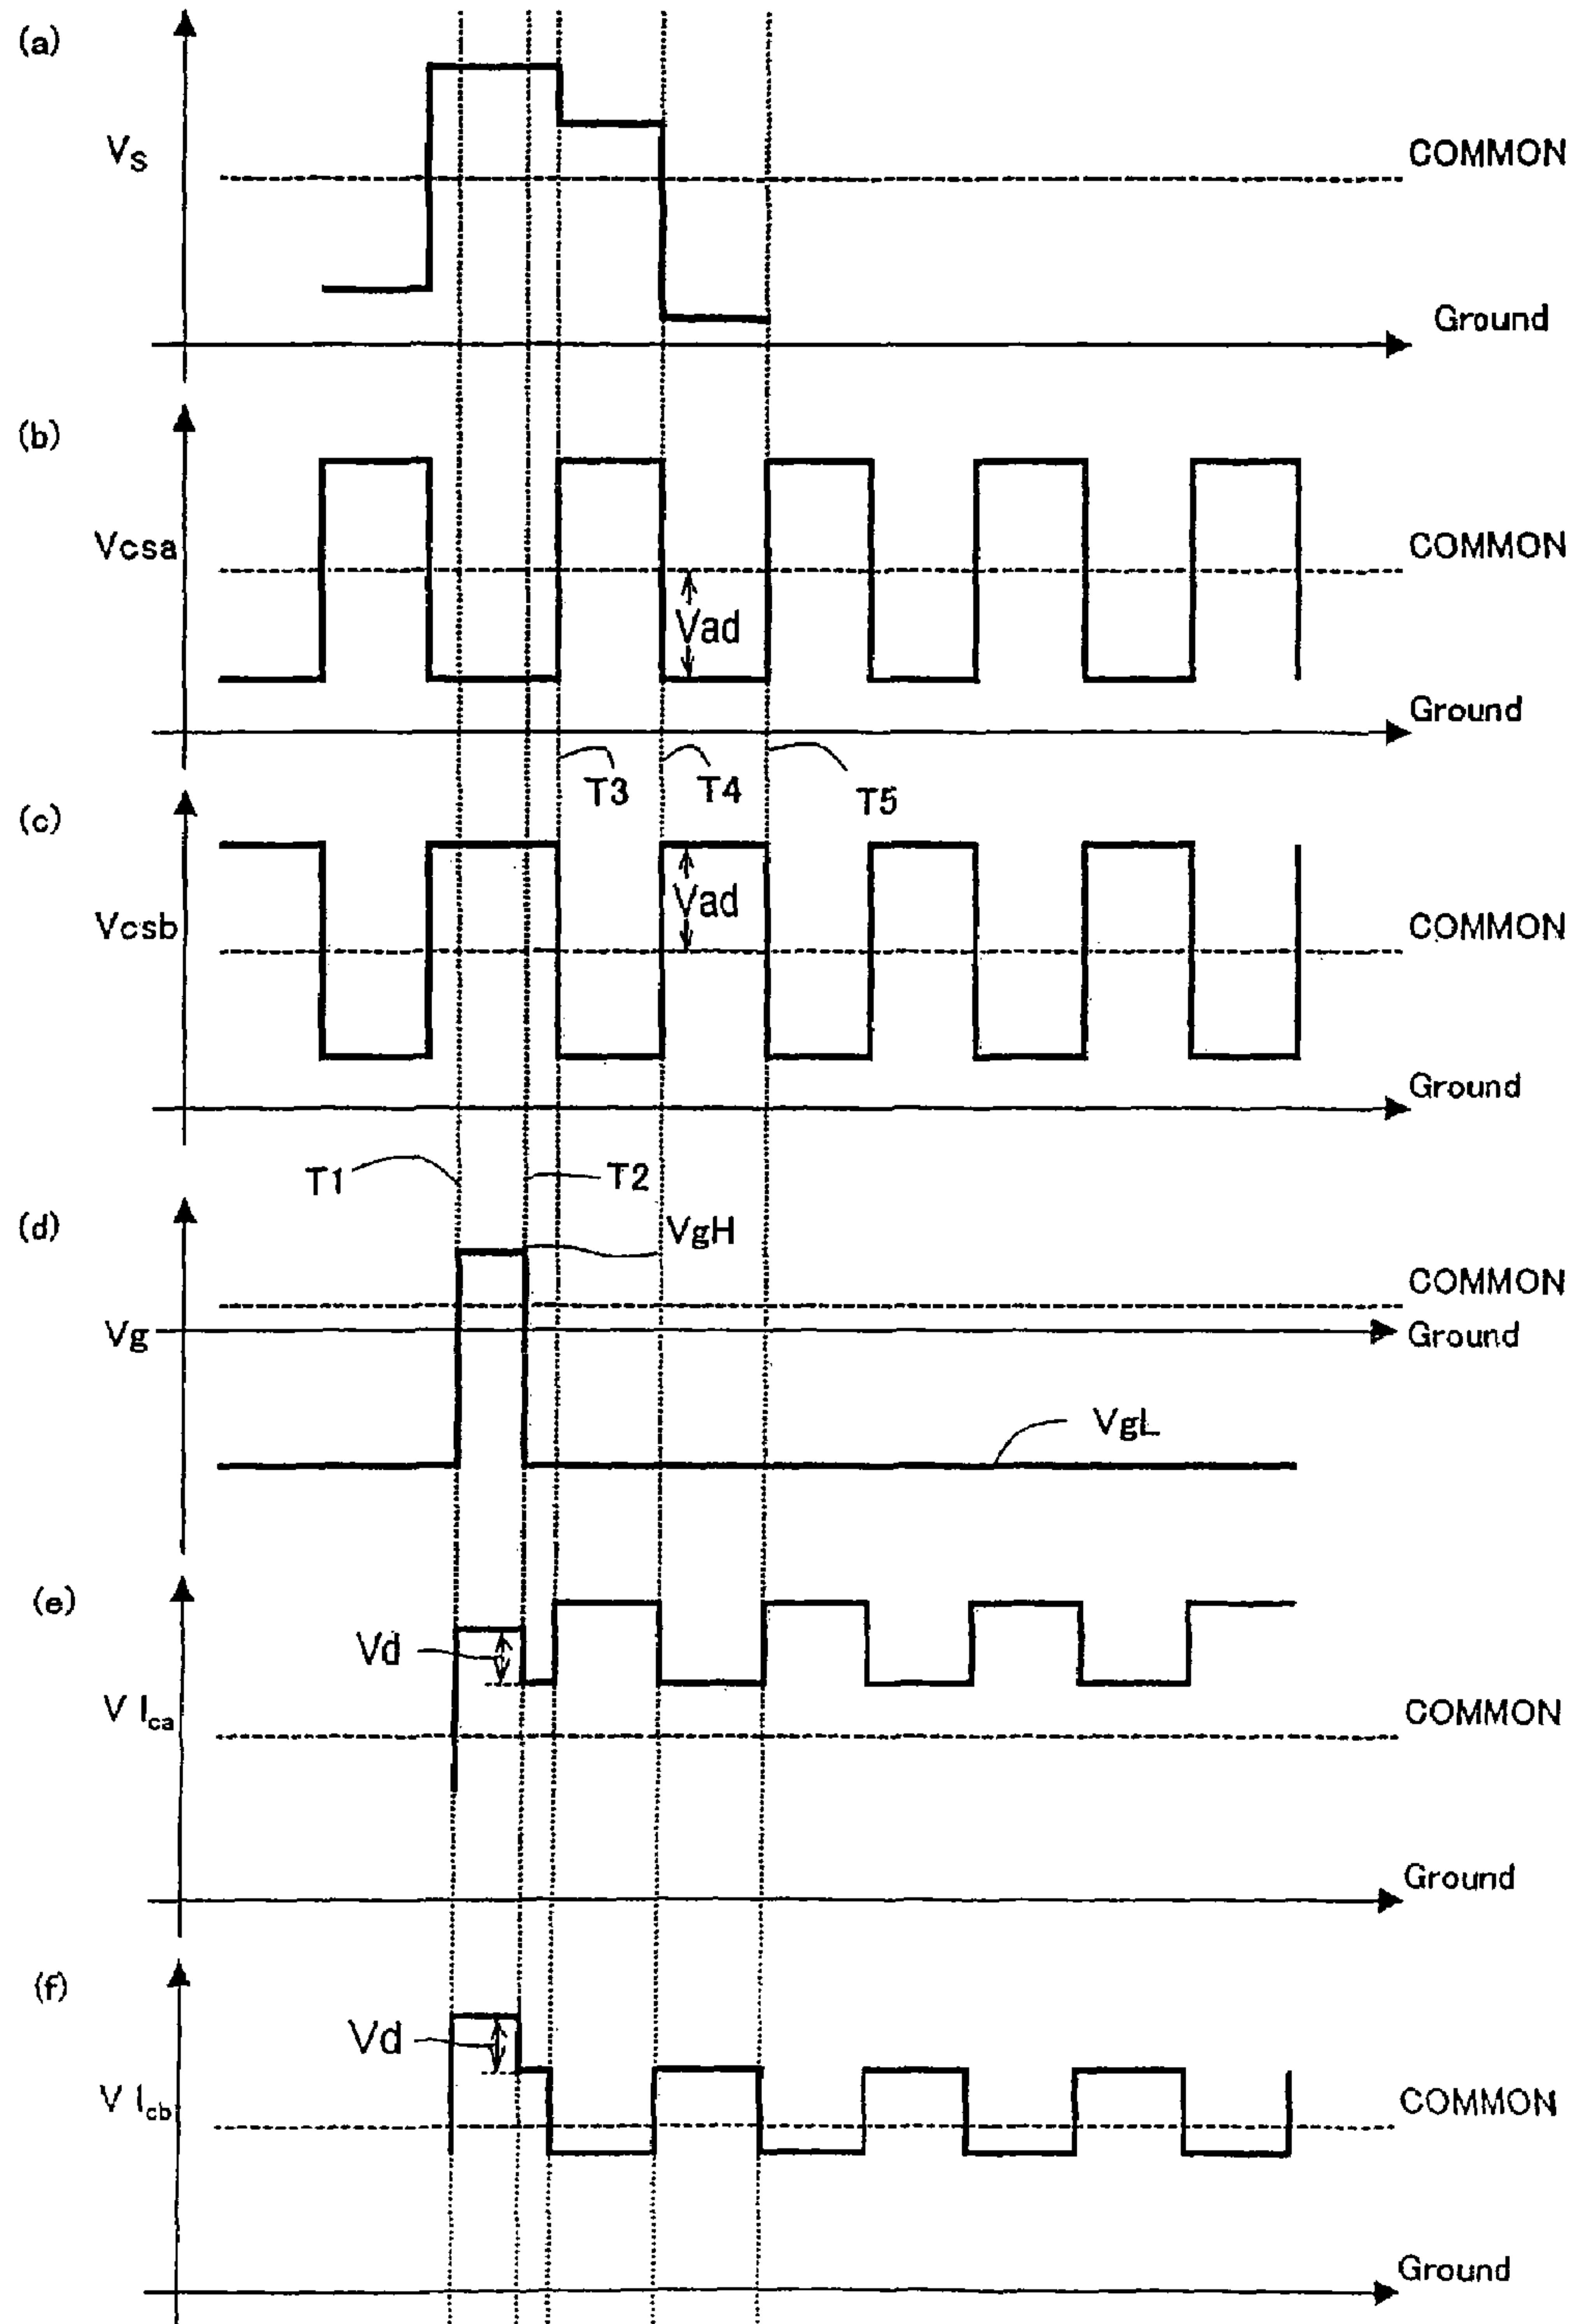 (a)
VS
COMMON
Ground
(b)
Vcsa
COMMON
Vad
Ground
T3
T4
T5
(c)
Vcsb
Vad
COMMON
Ground
T1
T2
(d)
VgH
COMMON
Vg
Ground
VgL
(e)
Vd
V lca
COMMON
Ground
(f)
Vd
V lcb
COMMON
Ground